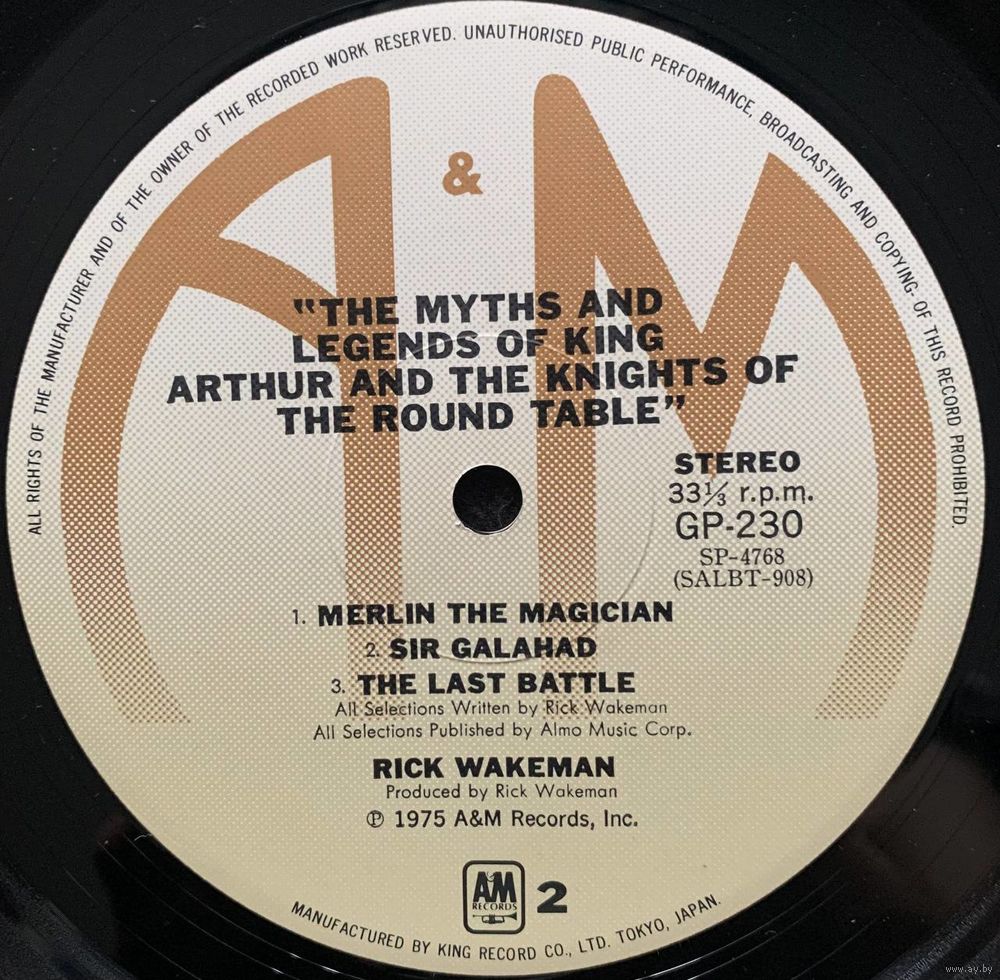 ALL RIGHTS OF THE MANUFACTURER AND OF THE OWNER OF THE RECORDED WORK RESERVED. UNAUTHORISED PUBLIC PERFORMANCE, BROADCASTING AND COPYING OF THIS RECORD PROHIBITED.
A & M
"THE MYTHS AND
LEGENDS OF KING
ARTHUR AND THE KNIGHTS OF
THE ROUND TABLE"
STEREO
33⅓ r.p.m.
GP-230
SP-4768
(SALBT-908)
1. MERLIN THE MAGICIAN
2. SIR GALAHAD
3. THE LAST BATTLE
All Selections Written by Rick Wakeman
All Selections Published by Almo Music Corp.
RICK WAKEMAN
Produced by Rick Wakeman
℗ 1975 A&M Records, Inc.
A&M
RECORDS
2
MANUFACTURED BY KING RECORD CO., LTD. TOKYO, JAPAN.
www.ay.by